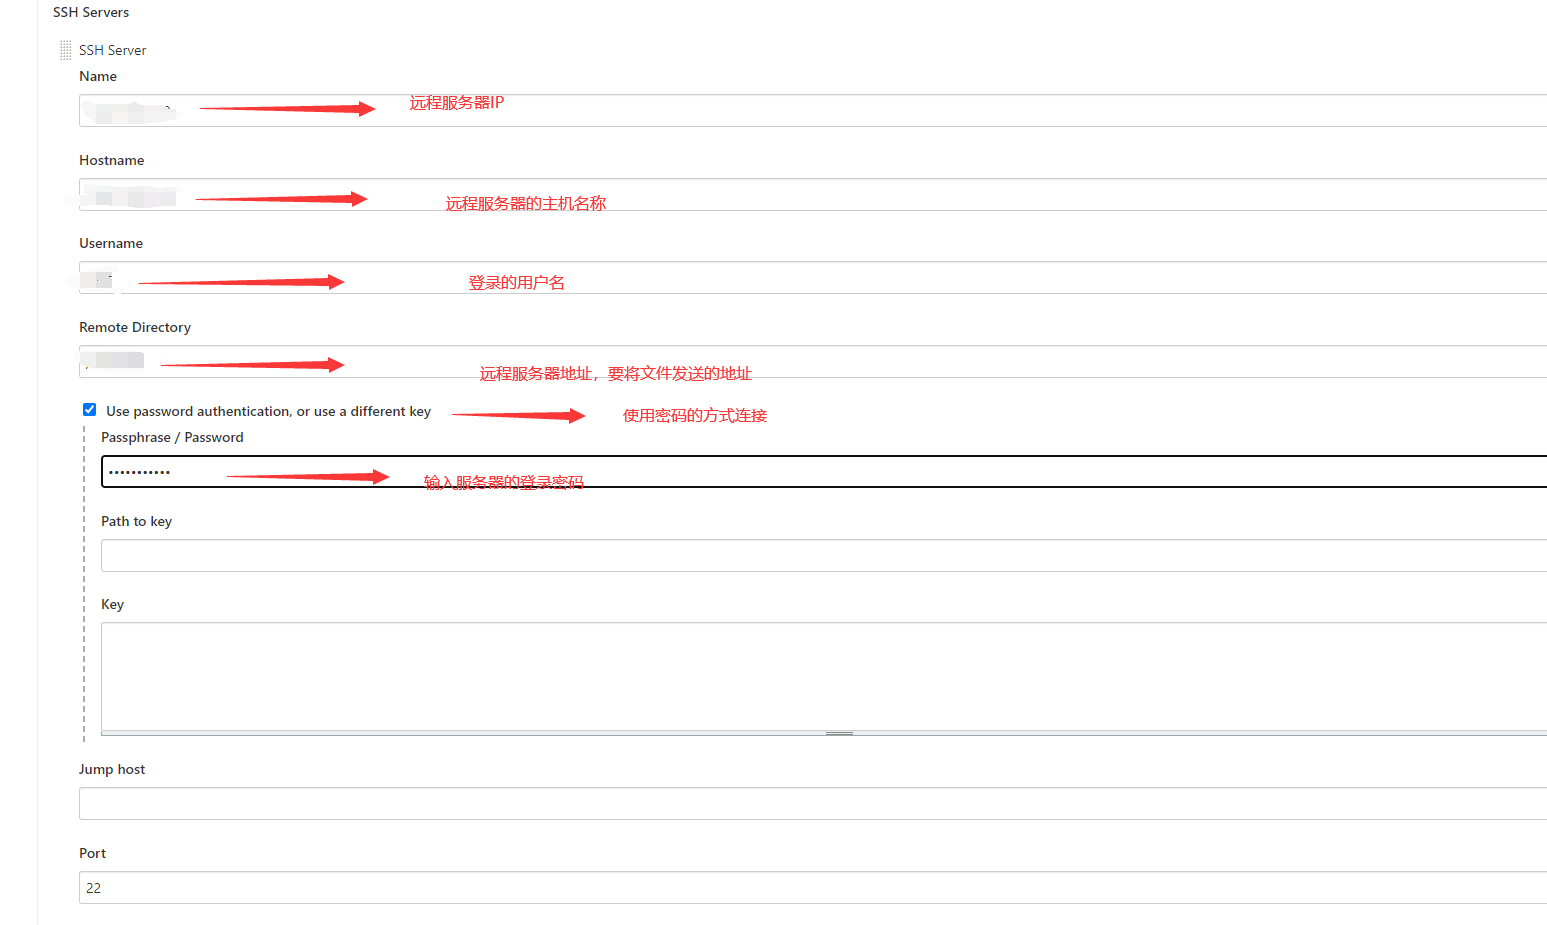 SSH Servers
SSH Server
Name
远程服务器IP
Hostname
远程服务器的主机名称
Username
登录的用户名
Remote Directory
远程服务器地址，要将文件发送的地址
Use password authentication, or use a different key
使用密码的方式连接
Passphrase / Password
•••••••••••
输入服务器的登录密码
Path to key
Key
Jump host
Port
22